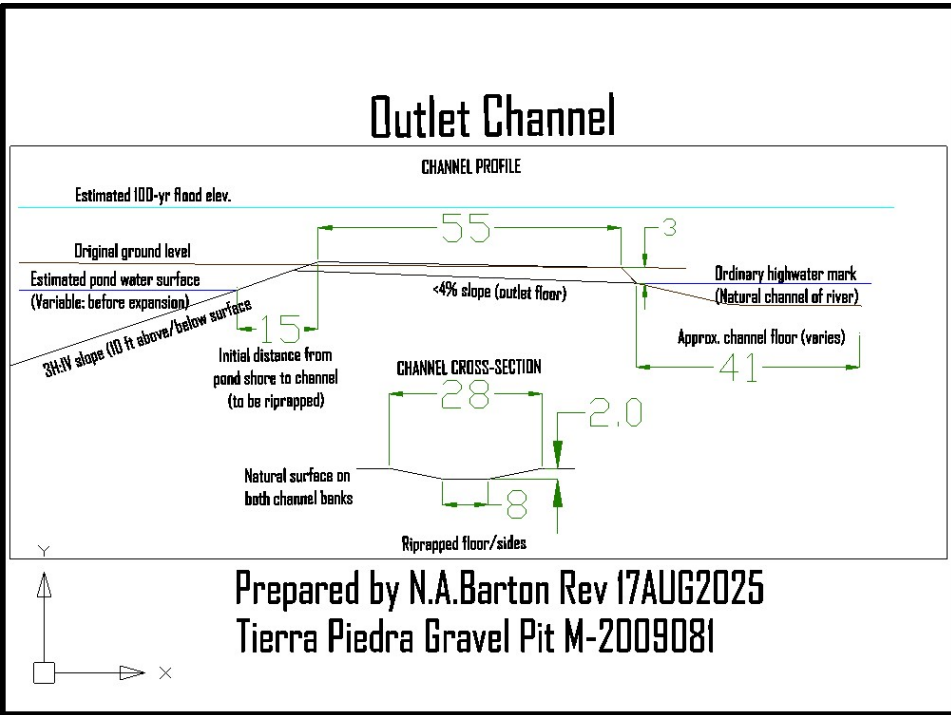 Outlet Channel
CHANNEL PROFILE
Estimated 100-yr flood elev.
55
3
Original ground level
Estimated pond water surface
(Variable: before expansion)
Ordinary highwater mark
(Natural channel of river)
<4% slope (outlet floor)
3H:1V slope (10 ft above/below surface
15
Initial distance from
pond shore to channel
(to be riprapped)
Approx. channel floor (varies)
41
CHANNEL CROSS-SECTION
28
2.0
Natural surface on
both channel banks
8
Riprapped floor/sides
Y
X
Prepared by N.A.Barton Rev 17AUG2025
Tierra Piedra Gravel Pit M-2009081